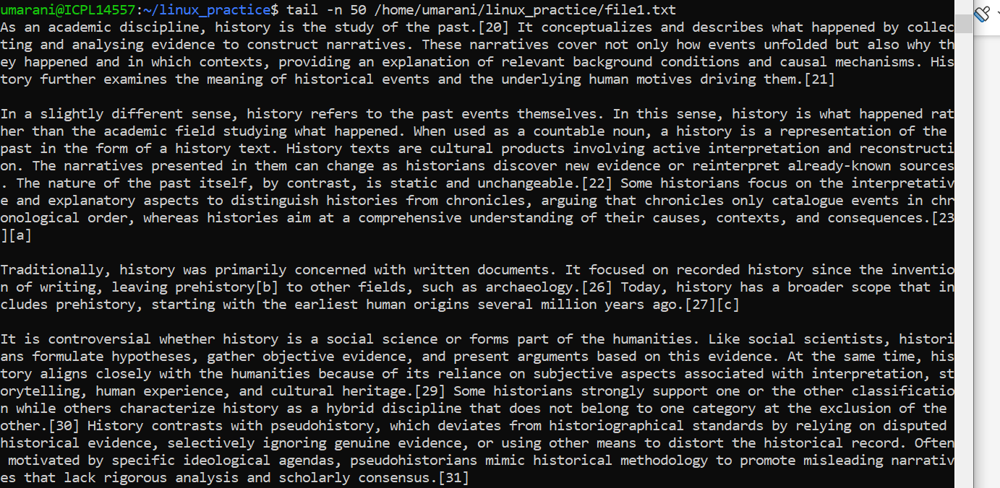 umarani@ICPL14557:~/linux_practice$ tail -n 50 /home/umarani/linux_practice/file1.txt
As an academic discipline, history is the study of the past.[20] It conceptualizes and describes what happened by collec
ting and analysing evidence to construct narratives. These narratives cover not only how events unfolded but also why th
ey happened and in which contexts, providing an explanation of relevant background conditions and causal mechanisms. His
tory further examines the meaning of historical events and the underlying human motives driving them.[21]

In a slightly different sense, history refers to the past events themselves. In this sense, history is what happened rat
her than the academic field studying what happened. When used as a countable noun, a history is a representation of the
past in the form of a history text. History texts are cultural products involving active interpretation and reconstructi
on. The narratives presented in them can change as historians discover new evidence or reinterpret already-known sources
. The nature of the past itself, by contrast, is static and unchangeable.[22] Some historians focus on the interpretativ
e and explanatory aspects to distinguish histories from chronicles, arguing that chronicles only catalogue events in chr
onological order, whereas histories aim at a comprehensive understanding of their causes, contexts, and consequences.[23
][a]

Traditionally, history was primarily concerned with written documents. It focused on recorded history since the inventio
n of writing, leaving prehistory[b] to other fields, such as archaeology.[26] Today, history has a broader scope that in
cludes prehistory, starting with the earliest human origins several million years ago.[27][c]

It is controversial whether history is a social science or forms part of the humanities. Like social scientists, histori
ans formulate hypotheses, gather objective evidence, and present arguments based on this evidence. At the same time, his
tory aligns closely with the humanities because of its reliance on subjective aspects associated with interpretation, st
orytelling, human experience, and cultural heritage.[29] Some historians strongly support one or the other classificatio
n while others characterize history as a hybrid discipline that does not belong to one category at the exclusion of the
other.[30] History contrasts with pseudohistory, which deviates from historiographical standards by relying on disputed
historical evidence, selectively ignoring genuine evidence, or using other means to distort the historical record. Often
 motivated by specific ideological agendas, pseudohistorians mimic historical methodology to promote misleading narrativ
es that lack rigorous analysis and scholarly consensus.[31]